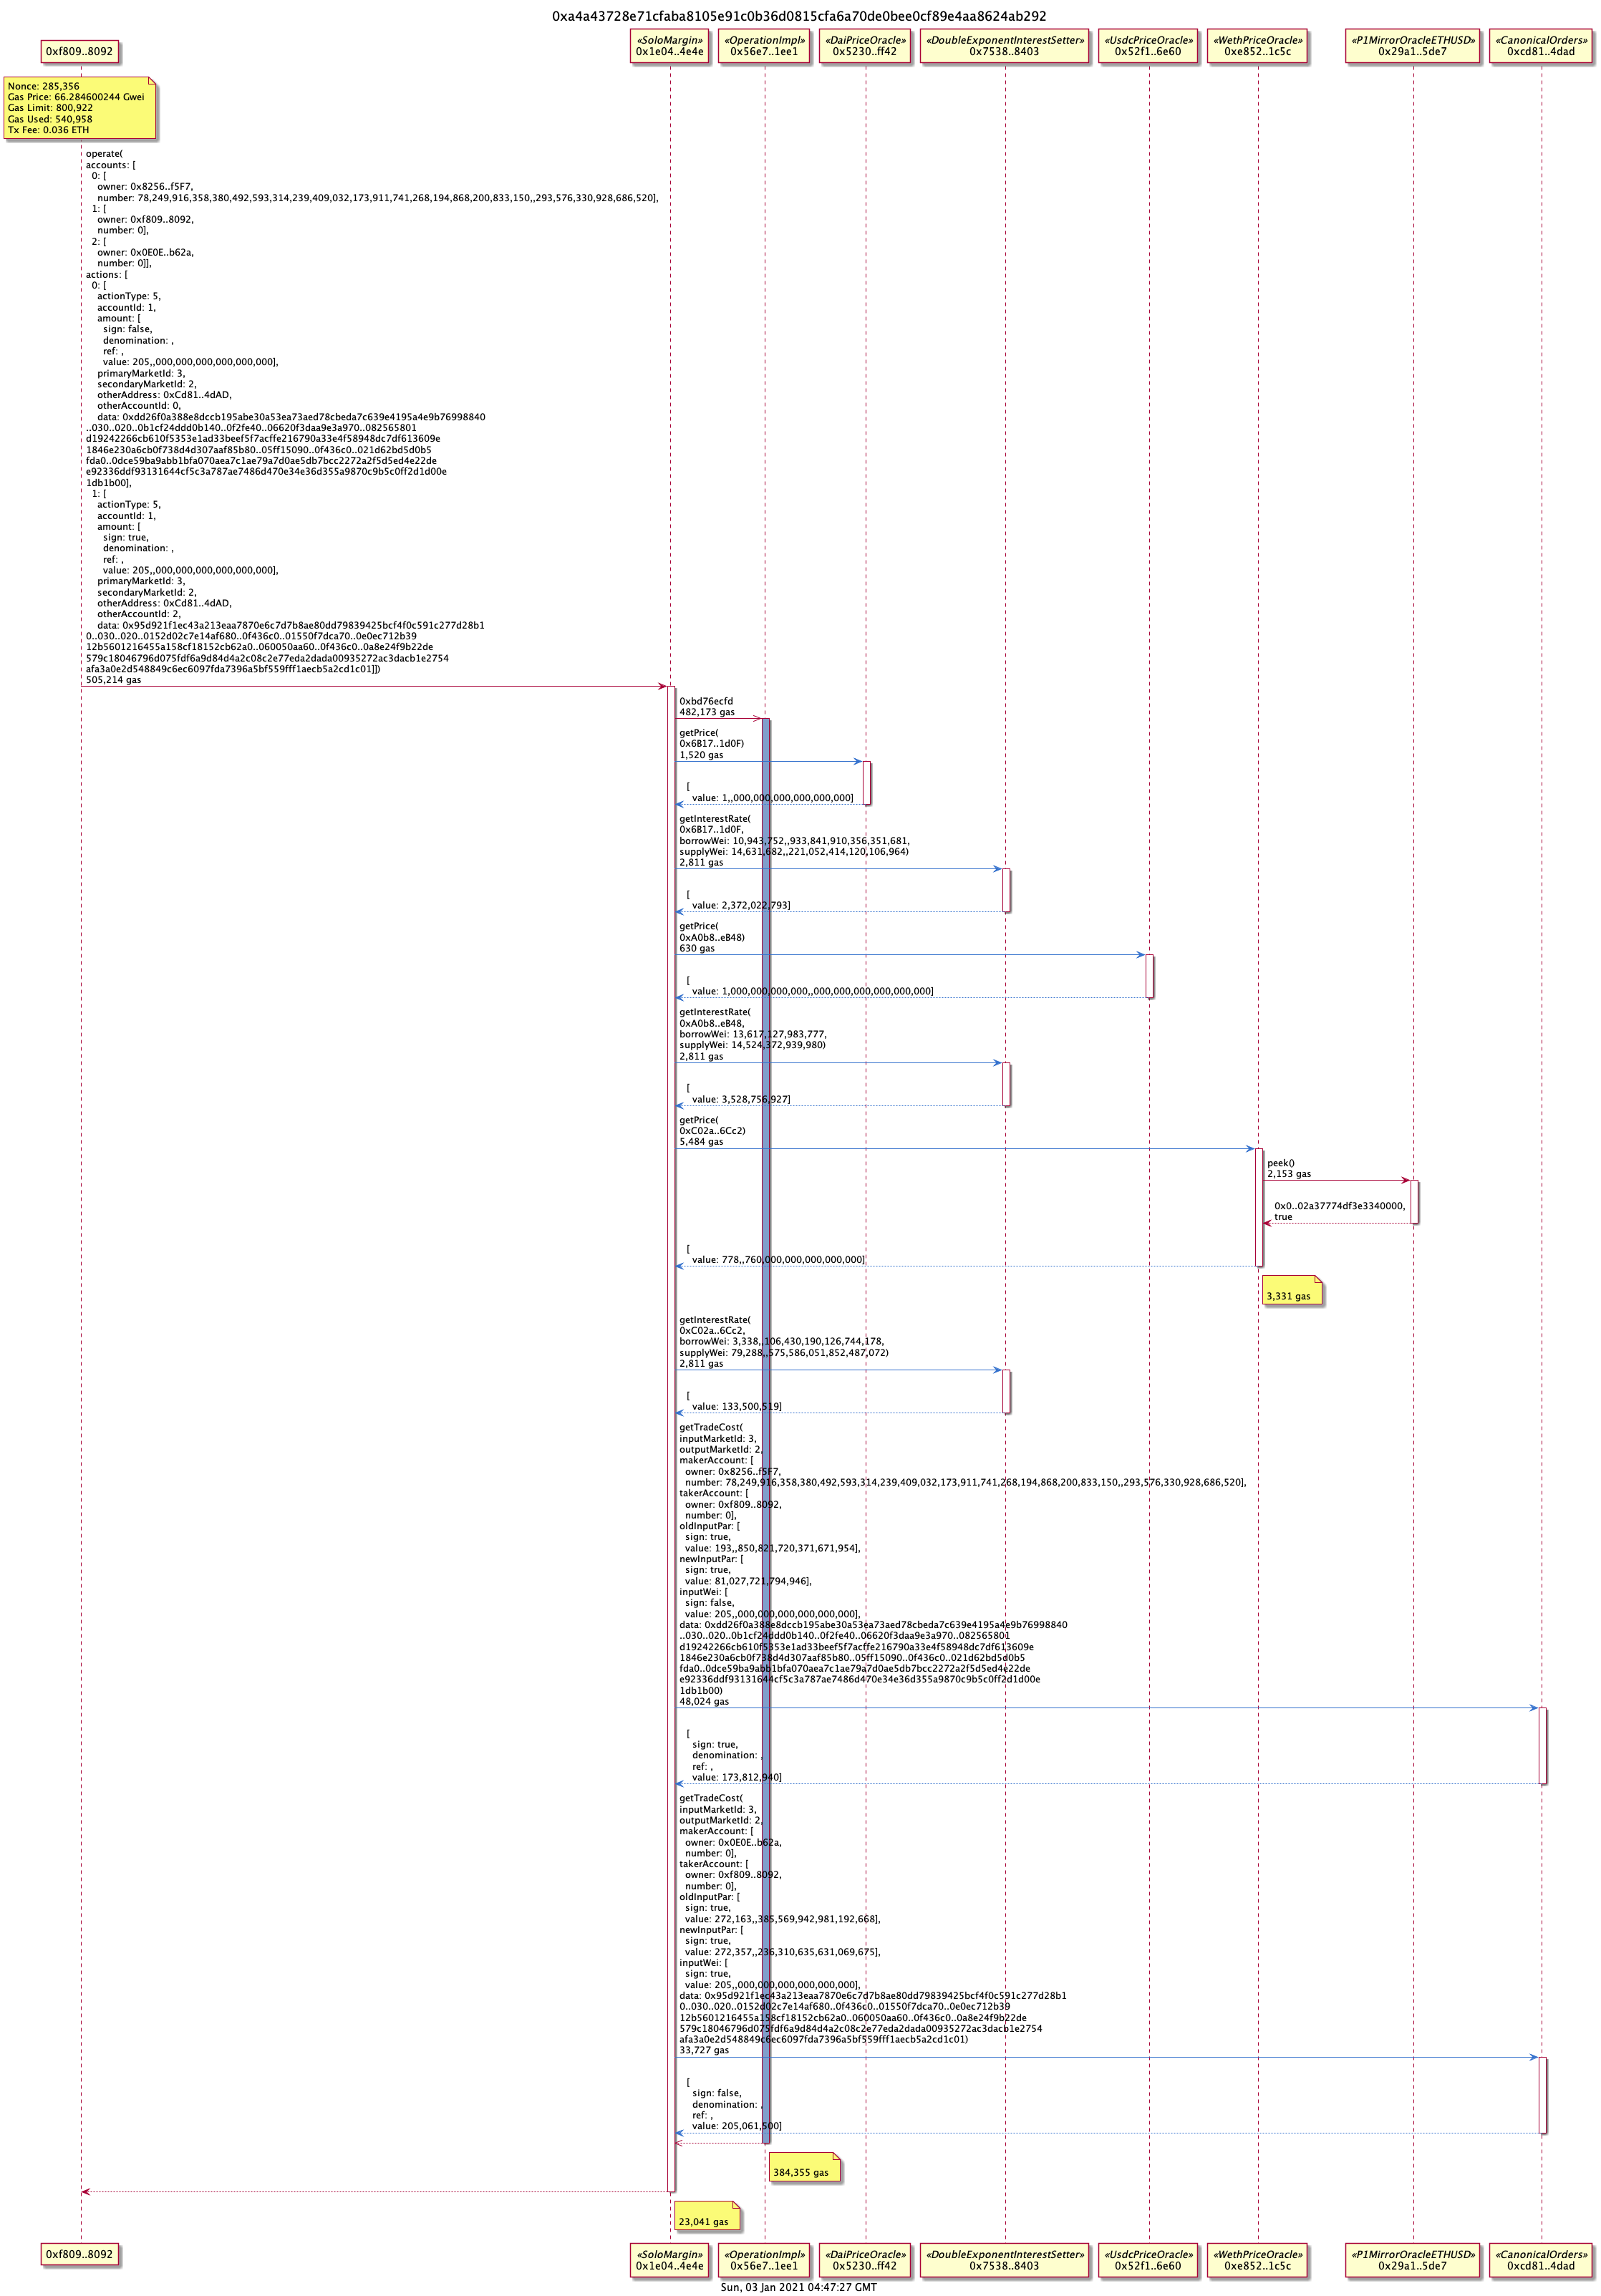 0xa4a43728e71cfaba8105e91c0b36d0815cfa6a70de0bee0cf89e4aa8624ab292
0xf809..8092
«SoloMargin»
0x1e04..4e4e
«OperationImpl»
0x56e7..1ee1
«DaiPriceOracle»
0x5230..ff42
«DoubleExponentInterestSetter»
0x7538..8403
«UsdcPriceOracle»
0x52f1..6e60
«WethPriceOracle»
0xe852..1c5c
«P1MirrorOracleETHUSD»
0x29a1..5de7
«CanonicalOrders»
0xcd81..4dad
Nonce: 285,356
Gas Price: 66.284600244 Gwei
Gas Limit: 800,922
Gas Used: 540,958
Tx Fee: 0.036 ETH
operate(
accounts: [
0: [
owner: 0x8256..f5F7,
number: 78,249,916,358,380,492,593,314,239,409,032,173,911,741,268,194,868,200,833,150,,293,576,330,928,686,520],
1: [
owner: 0xf809..8092,
number: 0],
2: [
owner: 0x0E0E..b62a,
number: 0]],
actions: [
0: [
actionType: 5,
accountId: 1,
amount: [
sign: false,
denomination: ,
ref: ,
value: 205,,000,000,000,000,000,000],
primaryMarketId: 3,
secondaryMarketId: 2,
otherAddress: 0xCd81..4dAD,
otherAccountId: 0,
data: 0xdd26f0a388e8dccb195abe30a53ea73aed78cbeda7c639e4195a4e9b76998840
..030..020..0b1cf24ddd0b140..0f2fe40..06620f3daa9e3a970..082565801
d19242266cb610f5353e1ad33beef5f7acffe216790a33e4f58948dc7df613609e
1846e230a6cb0f738d4d307aaf85b80..05ff15090..0f436c0..021d62bd5d0b5
fda0..0dce59ba9abb1bfa070aea7c1ae79a7d0ae5db7bcc2272a2f5d5ed4e22de
e92336ddf93131644cf5c3a787ae7486d470e34e36d355a9870c9b5c0ff2d1d00e
1db1b00],
1: [
actionType: 5,
accountId: 1,
amount: [
sign: true,
denomination: ,
ref: ,
value: 205,,000,000,000,000,000,000],
primaryMarketId: 3,
secondaryMarketId: 2,
otherAddress: 0xCd81..4dAD,
otherAccountId: 2,
data: 0x95d921f1ec43a213eaa7870e6c7d7b8ae80dd79839425bcf4f0c591c277d28b1
0..030..020..0152d02c7e14af680..0f436c0..01550f7dca70..0e0ec712b39
12b5601216455a158cf18152cb62a0..060050aa60..0f436c0..0a8e24f9b22de
579c18046796d075fdf6a9d84d4a2c08c2e77eda2dada00935272ac3dacb1e2754
afa3a0e2d548849c6ec6097fda7396a5bf559fff1aecb5a2cd1c01]])
505,214 gas
0xbd76ecfd
482,173 gas
getPrice(
0x6B17..1d0F)
1,520 gas
[
value: 1,,000,000,000,000,000,000]
getInterestRate(
0x6B17..1d0F,
borrowWei: 10,943,752,,933,841,910,356,351,681,
supplyWei: 14,631,682,,221,052,414,120,106,964)
2,811 gas
[
value: 2,372,022,793]
getPrice(
0xA0b8..eB48)
630 gas
[
value: 1,000,000,000,000,,000,000,000,000,000,000]
getInterestRate(
0xA0b8..eB48,
borrowWei: 13,617,127,983,777,
supplyWei: 14,524,372,939,980)
2,811 gas
[
value: 3,528,756,927]
getPrice(
0xC02a..6Cc2)
5,484 gas
peek()
2,153 gas
0x0..02a37774df3e3340000,
true
[
value: 778,,760,000,000,000,000,000]
3,331 gas
getInterestRate(
0xC02a..6Cc2,
borrowWei: 3,338,,106,430,190,126,744,178,
supplyWei: 79,288,,575,586,051,852,487,072)
2,811 gas
[
value: 133,500,519]
getTradeCost(
inputMarketId: 3,
outputMarketId: 2,
makerAccount: [
owner: 0x8256..f5F7,
number: 78,249,916,358,380,492,593,314,239,409,032,173,911,741,268,194,868,200,833,150,,293,576,330,928,686,520],
takerAccount: [
owner: 0xf809..8092,
number: 0],
oldInputPar: [
sign: true,
value: 193,,850,821,720,371,671,954],
newInputPar: [
sign: true,
value: 81,027,721,794,946],
inputWei: [
sign: false,
value: 205,,000,000,000,000,000,000],
data: 0xdd26f0a388e8dccb195abe30a53ea73aed78cbeda7c639e4195a4e9b76998840
..030..020..0b1cf24ddd0b140..0f2fe40..06620f3daa9e3a970..082565801
d19242266cb610f5353e1ad33beef5f7acffe216790a33e4f58948dc7df613609e
1846e230a6cb0f738d4d307aaf85b80..05ff15090..0f436c0..021d62bd5d0b5
fda0..0dce59ba9abb1bfa070aea7c1ae79a7d0ae5db7bcc2272a2f5d5ed4e22de
e92336ddf93131644cf5c3a787ae7486d470e34e36d355a9870c9b5c0ff2d1d00e
1db1b00)
48,024 gas
[
sign: true,
denomination: ,
ref: ,
value: 173,812,940]
getTradeCost(
inputMarketId: 3,
outputMarketId: 2,
makerAccount: [
owner: 0x0E0E..b62a,
number: 0],
takerAccount: [
owner: 0xf809..8092,
number: 0],
oldInputPar: [
sign: true,
value: 272,163,,385,569,942,981,192,668],
newInputPar: [
sign: true,
value: 272,357,,236,310,635,631,069,675],
inputWei: [
sign: true,
value: 205,,000,000,000,000,000,000],
data: 0x95d921f1ec43a213eaa7870e6c7d7b8ae80dd79839425bcf4f0c591c277d28b1
0..030..020..0152d02c7e14af680..0f436c0..01550f7dca70..0e0ec712b39
12b5601216455a158cf18152cb62a0..060050aa60..0f436c0..0a8e24f9b22de
579c18046796d075fdf6a9d84d4a2c08c2e77eda2dada00935272ac3dacb1e2754
afa3a0e2d548849c6ec6097fda7396a5bf559fff1aecb5a2cd1c01)
33,727 gas
[
sign: false,
denomination: ,
ref: ,
value: 205,061,500]
384,355 gas
23,041 gas
0xf809..8092
«SoloMargin»
0x1e04..4e4e
«OperationImpl»
0x56e7..1ee1
«DaiPriceOracle»
0x5230..ff42
«DoubleExponentInterestSetter»
0x7538..8403
«UsdcPriceOracle»
0x52f1..6e60
«WethPriceOracle»
0xe852..1c5c
«P1MirrorOracleETHUSD»
0x29a1..5de7
«CanonicalOrders»
0xcd81..4dad
Sun, 03 Jan 2021 04:47:27 GMT